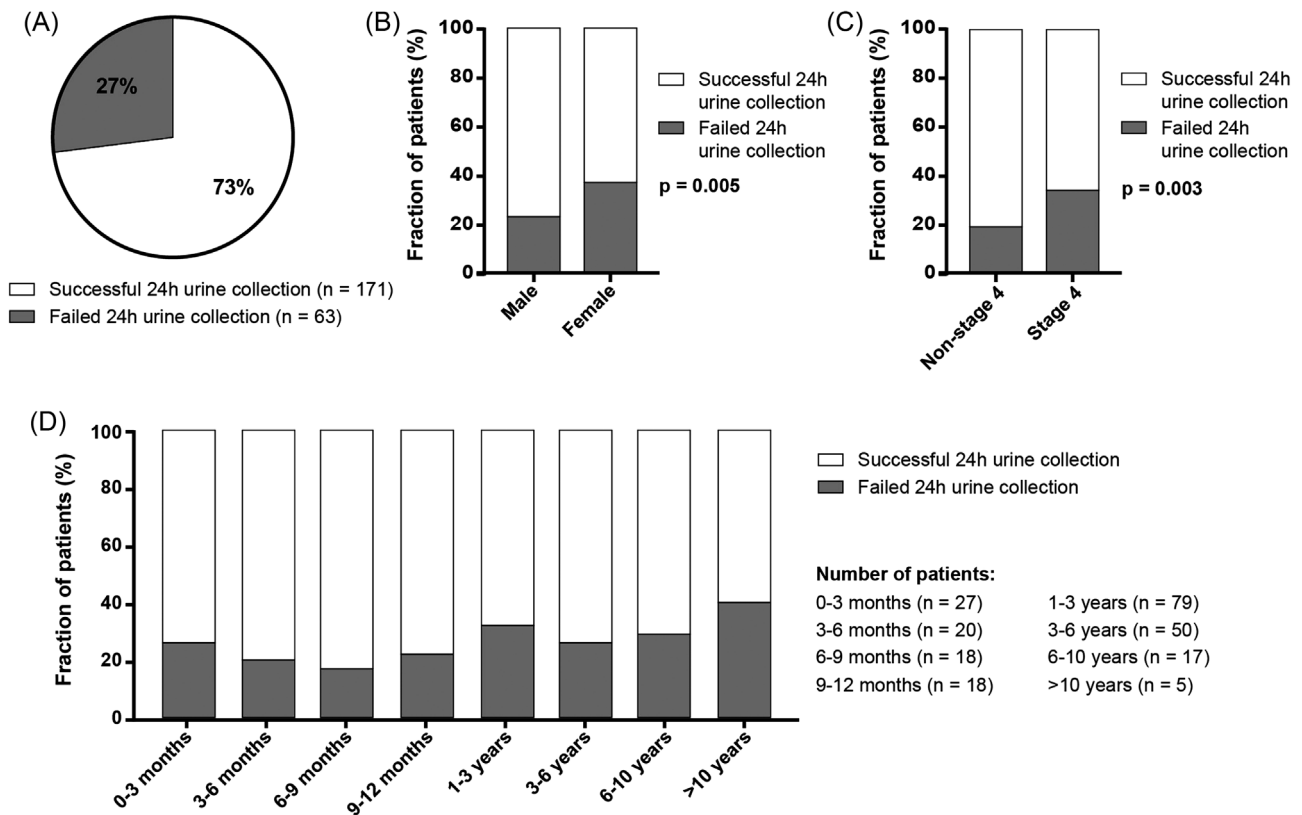 (A)
27%
73%
Successful 24h urine collection (n = 171)
Failed 24h urine collection (n = 63)
(B)
Fraction of patients (%)
100
80
60
40
20
0
Male
Female
Successful 24h
urine collection
Failed 24h
urine collection
p = 0.005
(C)
Fraction of patients (%)
100
80
60
40
20
0
Non-stage 4
Stage 4
Successful 24h
urine collection
Failed 24h
urine collection
p = 0.003
(D)
Fraction of patients (%)
100
80
60
40
20
0
0-3 months
3-6 months
6-9 months
9-12 months
1-3 years
3-6 years
6-10 years
>10 years
Successful 24h urine collection
Failed 24h urine collection
Number of patients:
0-3 months (n = 27) 1-3 years (n = 79)
3-6 months (n = 20) 3-6 years (n = 50)
6-9 months (n = 18) 6-10 years (n = 17)
9-12 months (n = 18) >10 years (n = 5)